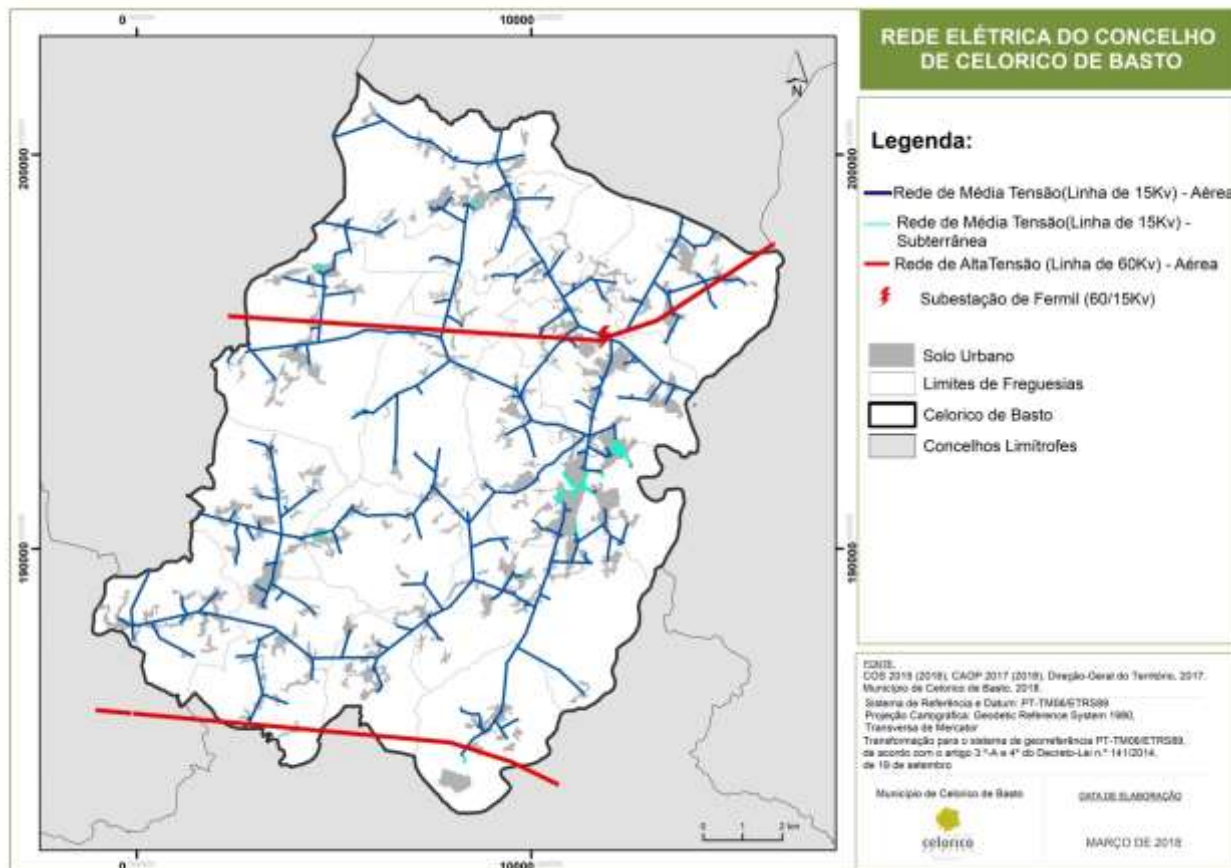 0 10000
REDE ELÉTRICA DO CONCELHO
DE CELORICO DE BASTO
N
200000 200000
Legenda:
Rede de Média Tensão(Linha de 15Kv) - Aérea
Rede de Média Tensão(Linha de 15Kv) -
Subterrânea
Rede de AltaTensão (Linha de 60Kv) - Aérea
Subestação de Fermil (60/15Kv)
Solo Urbano
Limites de Freguesias
Celorico de Basto
Concelhos Limítrofes
190000 190000
FONTE:
COS 2015 (2018), CAOP 2017 (2018), Direção-Geral do Território, 2017.
Município de Celorico de Basto, 2018.
Sistema de Referência e Datum: PT-TM06/ETRS89
Projeção Cartográfica: Geodetic Reference System 1980,
Transversa de Mercator
Transformação para o sistema de georreferência PT-TM06/ETRS89,
de acordo com o artigo 3.º-A e 4º do Decreto-Lei n.º 141/2014,
de 19 de setembro
Município de Celorico de Basto
DATA DE ELABORAÇÃO
celorico
MARÇO DE 2018
0 1 2 km
0 10000